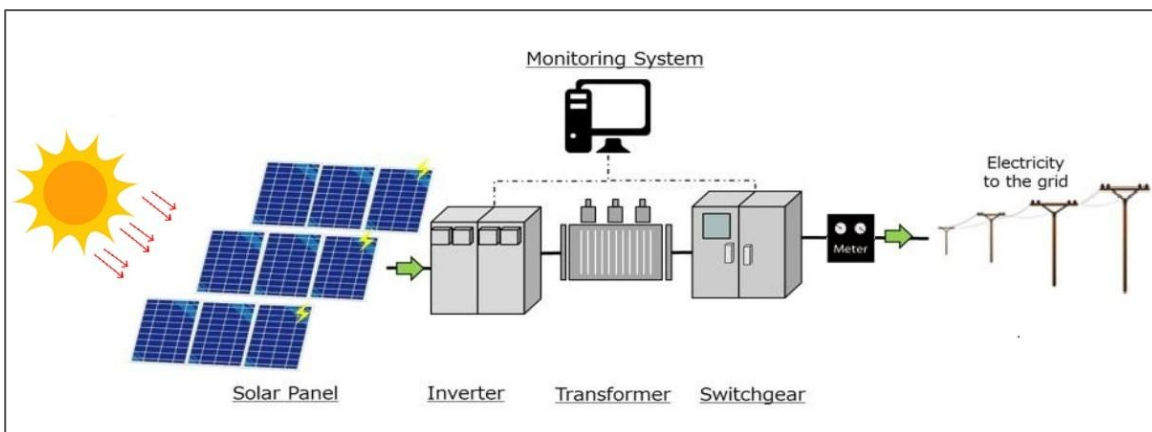 Monitoring System
Electricity
to the grid
Meter
Solar Panel
Inverter
Transformer
Switchgear